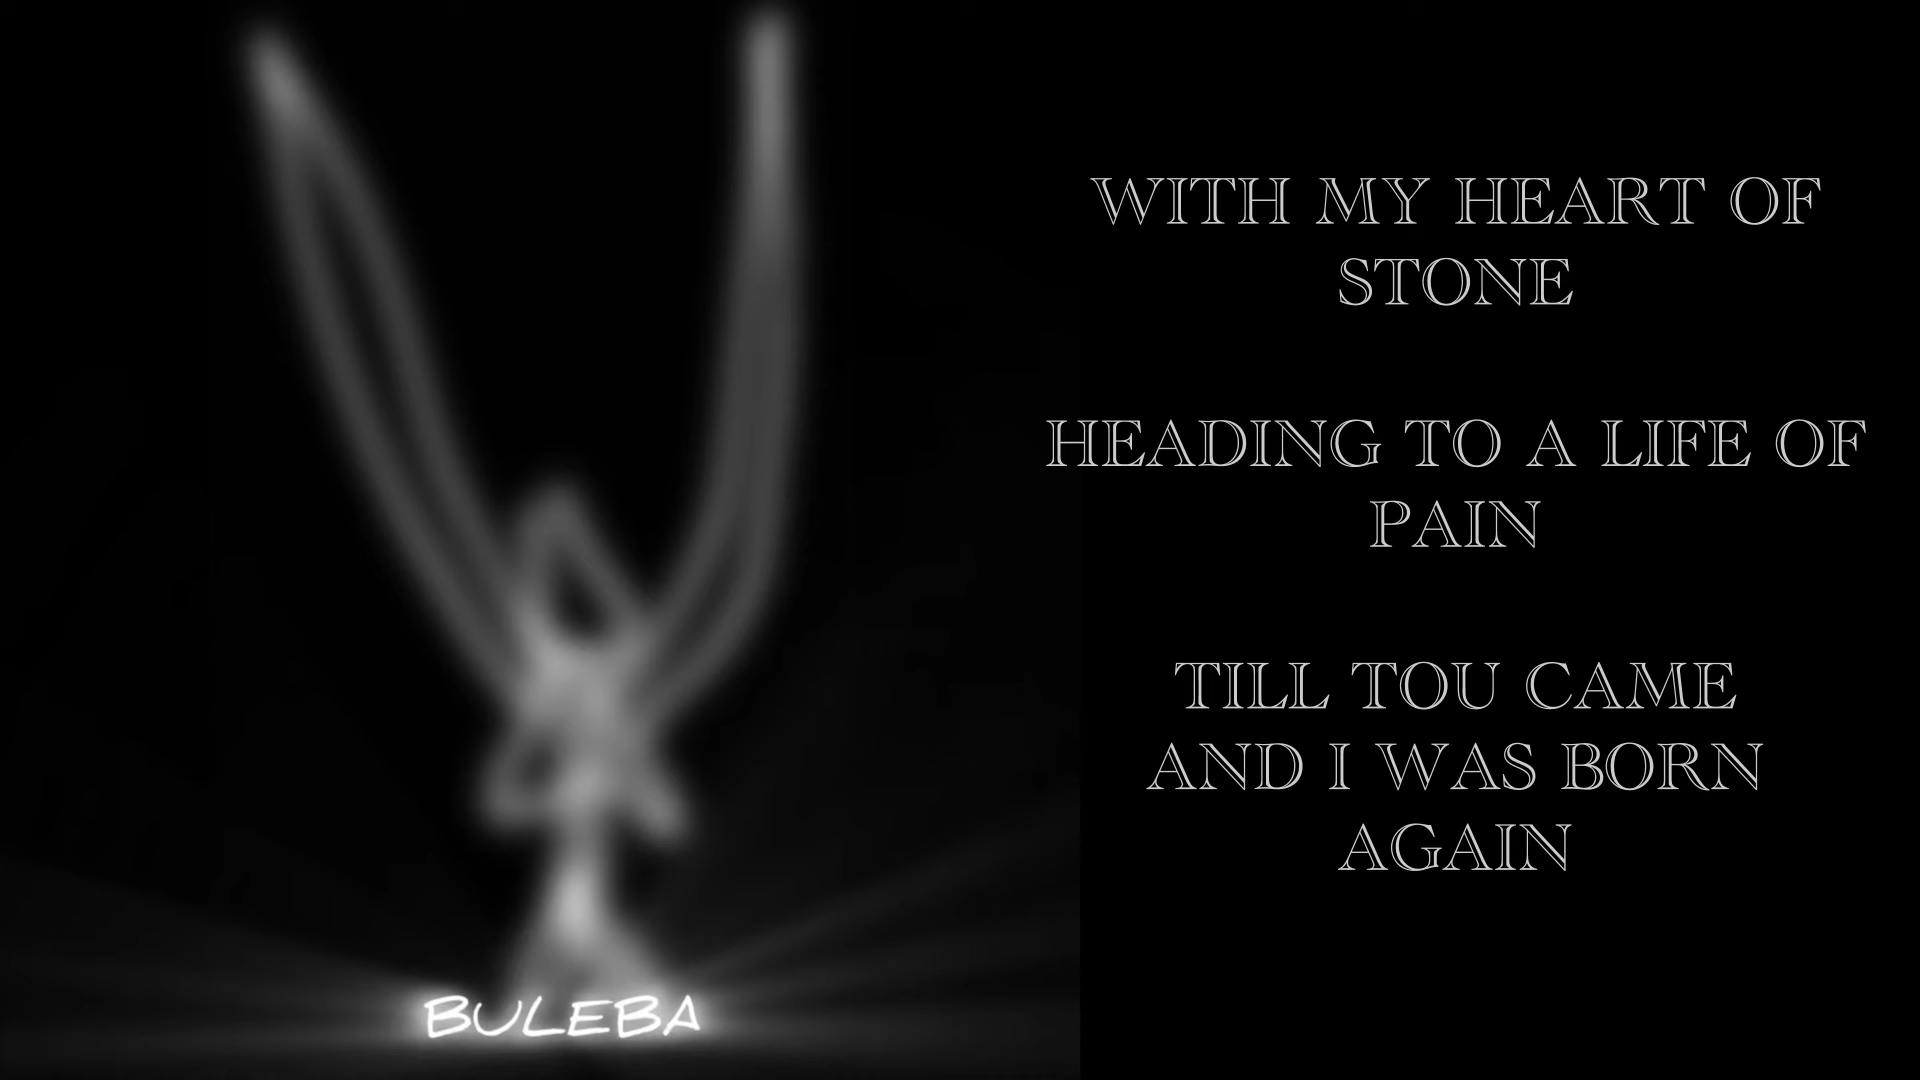 WITH MY HEART OF
STONE
HEADING TO A LIFE OF
PAIN
TILL TOU CAME
AND I WAS BORN
AGAIN
BULEBA